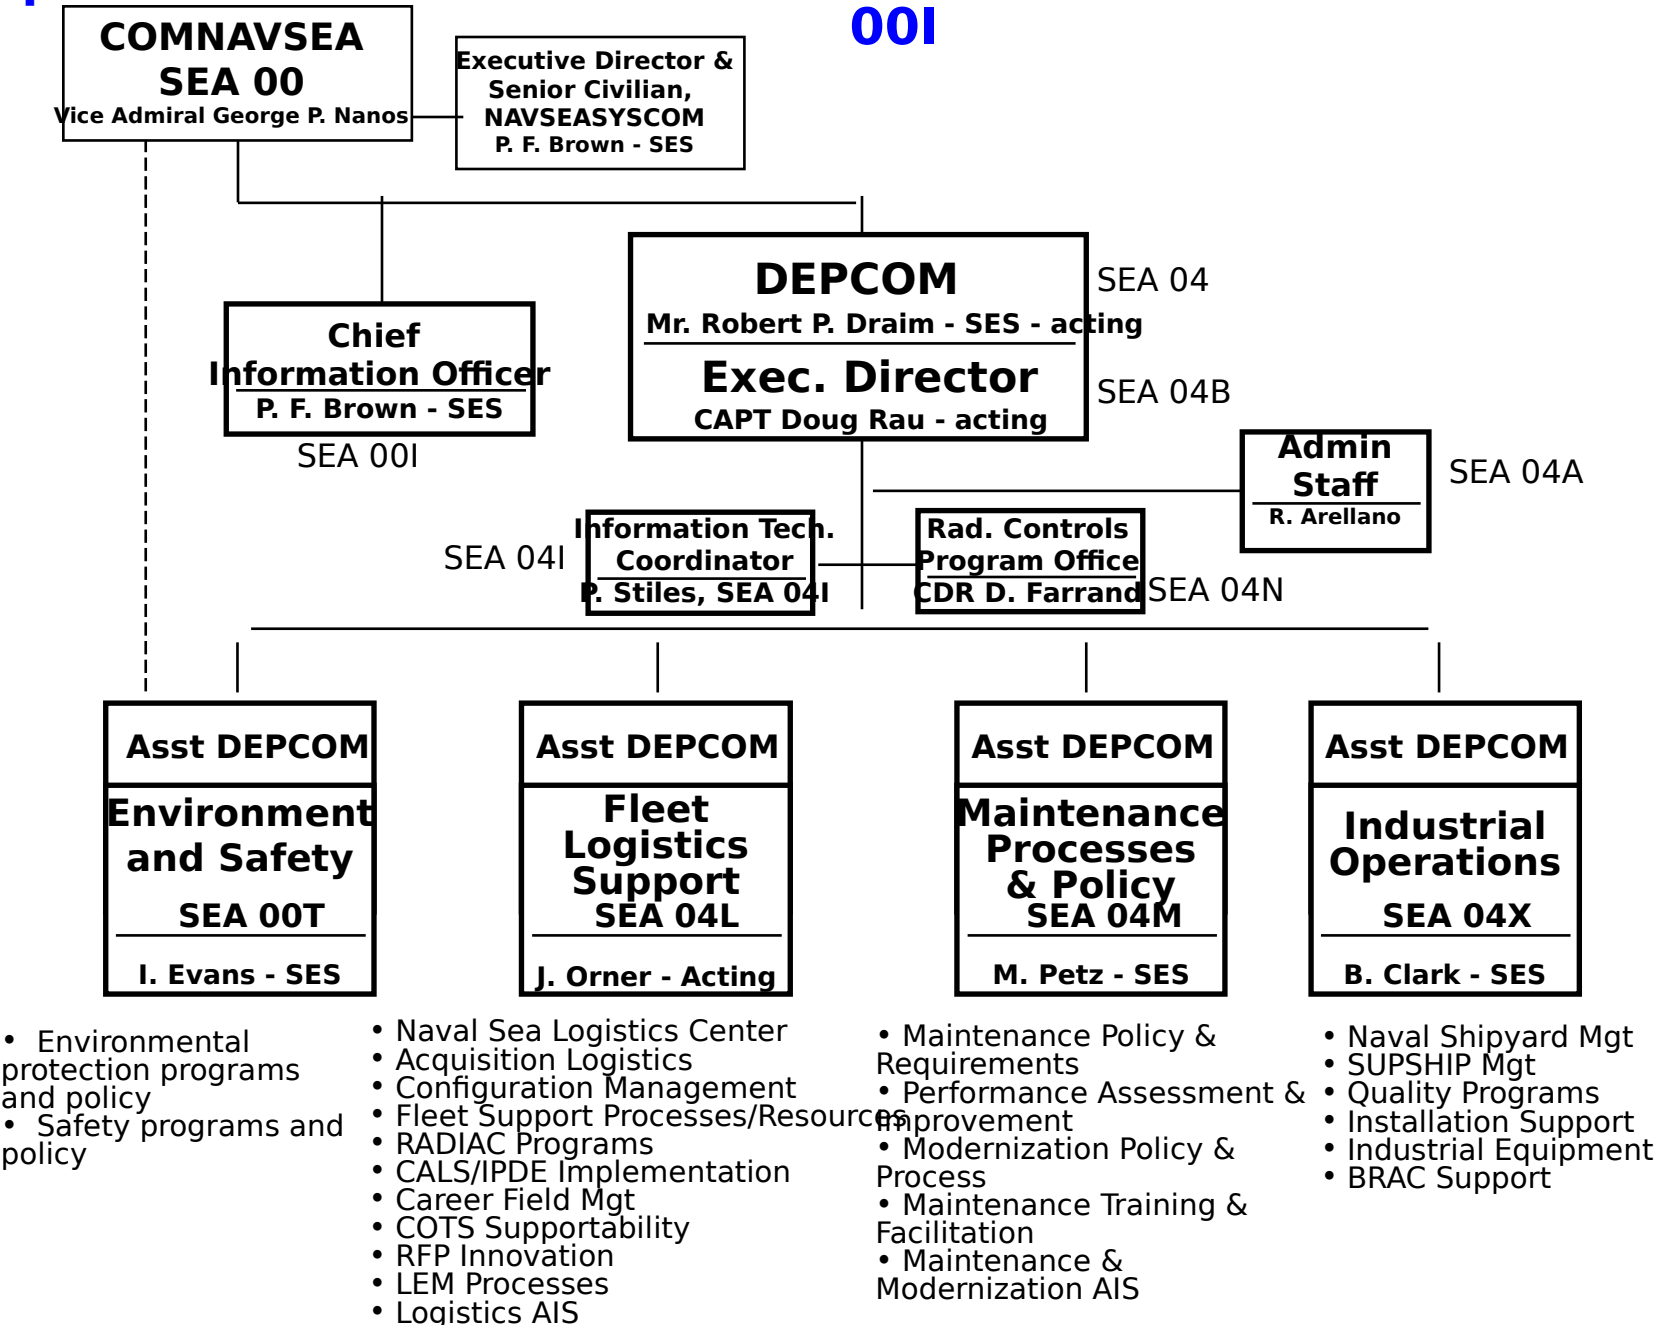 00I
COMNAVSEA
SEA 00
Vice Admiral George P. Nanos
Executive Director &
Senior Civilian,
NAVSEASYSCOM
P. F. Brown - SES
DEPCOM
Mr. Robert P. Draim - SES - acting
SEA 04
Exec. Director
CAPT Doug Rau - acting
SEA 04B
Chief
Information Officer
P. F. Brown - SES
SEA 00I
Admin
Staff
R. Arellano
SEA 04A
SEA 04I
Information Tech.
Coordinator
P. Stiles, SEA 04I
Rad. Controls
Program Office
CDR D. Farrand
SEA 04N
Asst DEPCOM
Environment
and Safety
SEA 00T
I. Evans - SES
Asst DEPCOM
Fleet
Logistics
Support
SEA 04L
J. Orner - Acting
Asst DEPCOM
Maintenance
Processes
& Policy
SEA 04M
M. Petz - SES
Asst DEPCOM
Industrial
Operations
SEA 04X
B. Clark - SES
• Environmental
protection programs
and policy
• Safety programs and
policy
• Naval Sea Logistics Center
• Acquisition Logistics
• Configuration Management
• Fleet Support Processes/Resources
• RADIAC Programs
• CALS/IPDE Implementation
• Career Field Mgt
• COTS Supportability
• RFP Innovation
• LEM Processes
• Logistics AIS
• Maintenance Policy &
Requirements
• Performance Assessment &
Improvement
• Modernization Policy &
Process
• Maintenance Training &
Facilitation
• Maintenance &
Modernization AIS
• Naval Shipyard Mgt
• SUPSHIP Mgt
• Quality Programs
• Installation Support
• Industrial Equipment
• BRAC Support